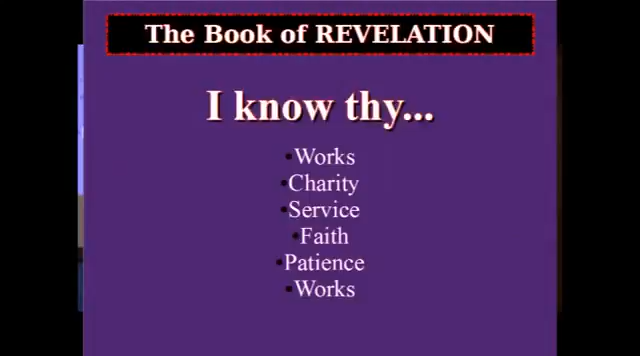 The Book of REVELATION
I know thy...
•Works
•Charity
•Service
•Faith
•Patience
•Works